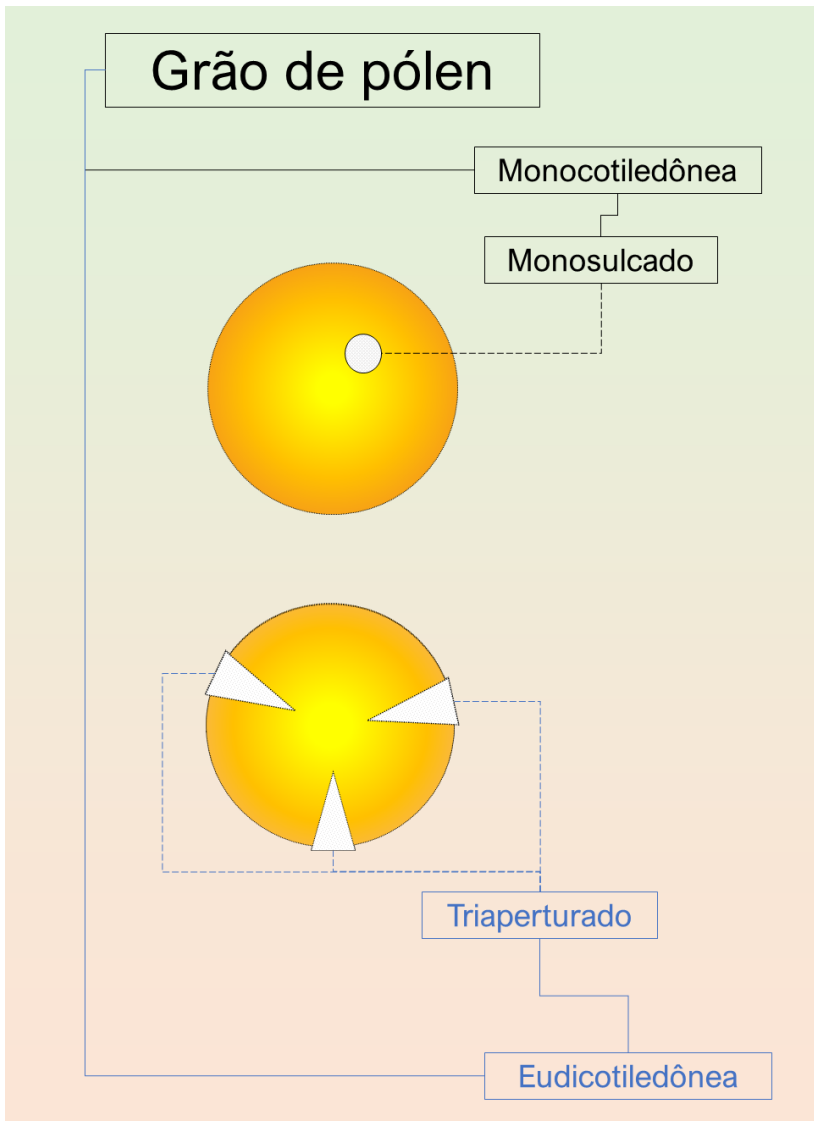 Grão de pólen
Monocotiledônea
Monosulcado
Triaperturado
Eudicotiledônea